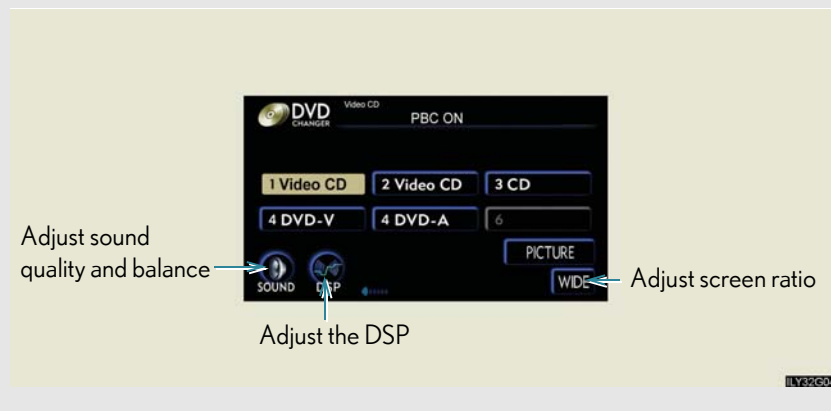 DVD
CHANGER
Video CD
PBC ON
1 Video CD
2 Video CD
3 CD
4 DVD-V
4 DVD-A
6
PICTURE
WIDE
SOUND
DSP
Adjust sound
quality and balance
Adjust the DSP
Adjust screen ratio